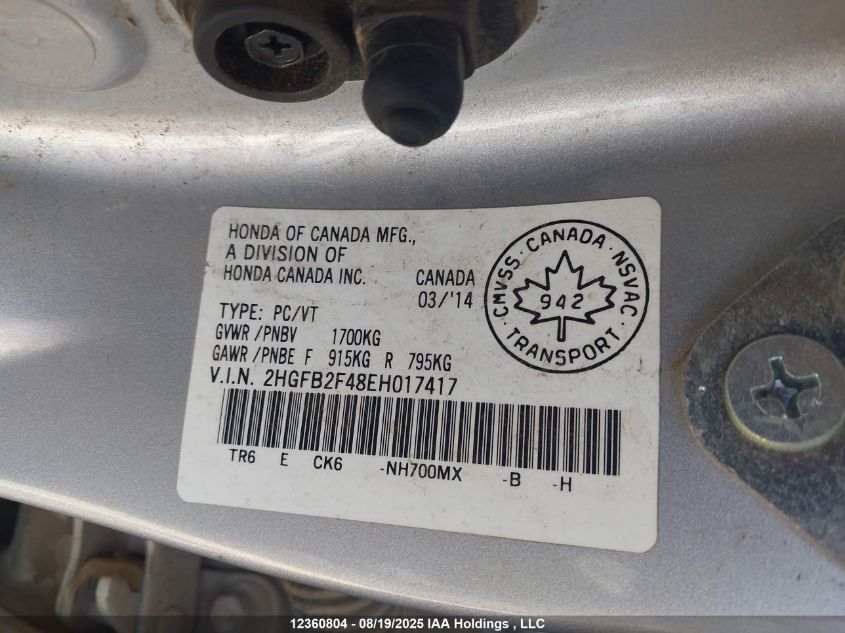 HONDA OF CANADA MFG.,
A DIVISION OF
HONDA CANADA INC. CANADA
03/'14
TYPE: PC/VT
GVWR /PNBV 1700KG
GAWR /PNBE F 915KG R 795KG
V.I.N. 2HGFB2F48EH017417
TR6 E CK6 -NH700MX -B -H
CMVSS · CANADA · NSVAC
942
TRANSPORT
12360804 - 08/19/2025 IAA Holdings , LLC